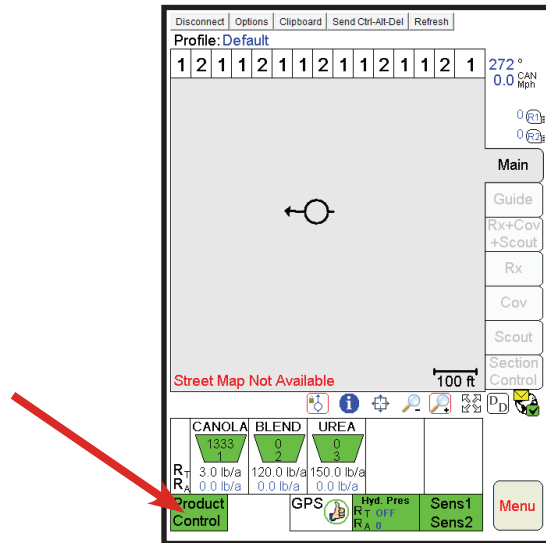 Disconnect Options Clipboard Send Ctrl-Alt-Del Refresh
Profile: Default
1 2 1 1 2 1 1 2 1 1 2 1 1 1 2 1
272 °
0.0 CAN Mph
0 R1
0 R2
Main
Guide
Rx+Cov
+Scout
Rx
Cov
Scout
Section
Control
Street Map Not Available
100 ft
DD
CANOLA BLEND UREA
1333 0 0
1 2 3
RT 3.0 lb/a 120.0 lb/a 150.0 lb/a
RA 0.0 lb/a 0.0 lb/a 0.0 lb/a
Product
Control
GPS
Hyd. Pres
RT OFF
RA 0
Sens1
Sens2
Menu